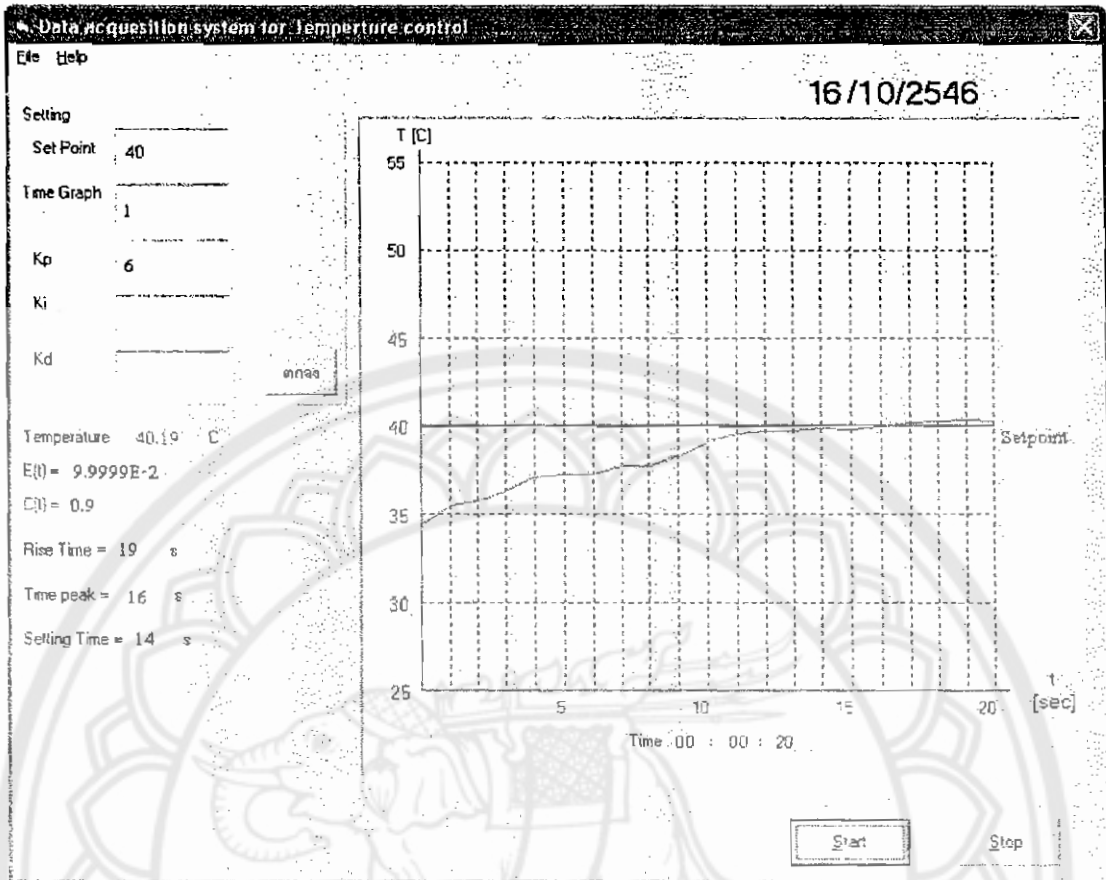 Data Acquesition system for Temperture control
File Help
16/10/2546
Setting
Set Point 40
Time Graph 1
Kp 6
Ki
Kd
ตกลง
Temperature 40.19 C
E(t) = 9.9999E-2
C(t) = 0.9
Rise Time = 19 s
Time peak = 16 s
Setting Time = 14 s
T [C]
55
50
45
40
Setpoint
35
30
25
5 10 15 20
t
[sec]
Time 00 : 00 : 20
Start Stop